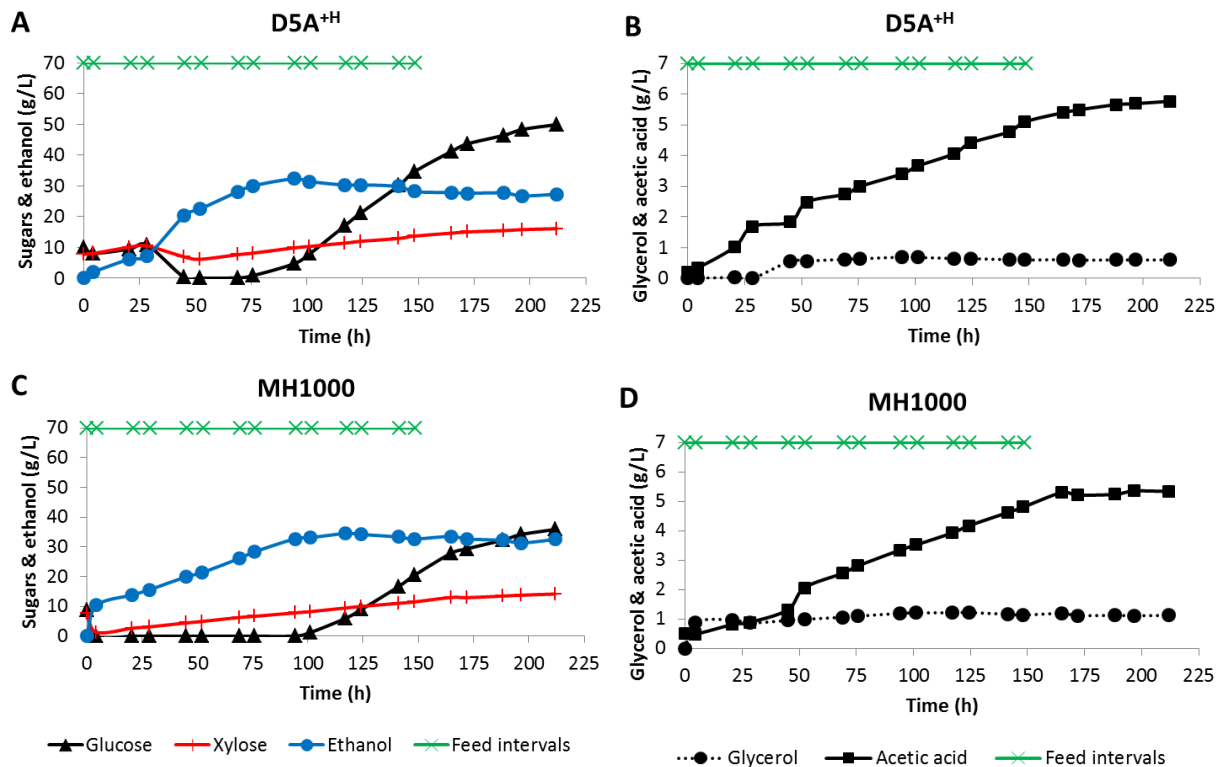 A
D5A+H
Sugars & ethanol (g/L)
70
60
50
40
30
20
10
0
0 25 50 75 100 125 150 175 200 225
Time (h)
B
D5A+H
Glycerol & acetic acid (g/L)
7
6
5
4
3
2
1
0
0 25 50 75 100 125 150 175 200 225
Time (h)
C
MH1000
Sugars & ethanol (g/L)
70
60
50
40
30
20
10
0
0 25 50 75 100 125 150 175 200 225
Time (h)
Glucose Xylose Ethanol Feed intervals
D
MH1000
Glycerol & acetic acid (g/L)
7
6
5
4
3
2
1
0
0 25 50 75 100 125 150 175 200 225
Time (h)
Glycerol Acetic acid Feed intervals